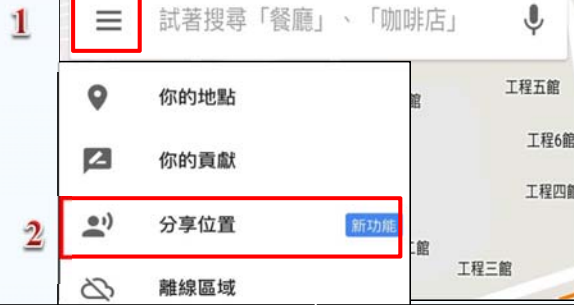 1
試著搜尋「餐廳」、「咖啡店」
你的地點
館
工程五館
你的貢獻
工程6館
工程四館
2
分享位置
新功能
館
工程三館
離線區域